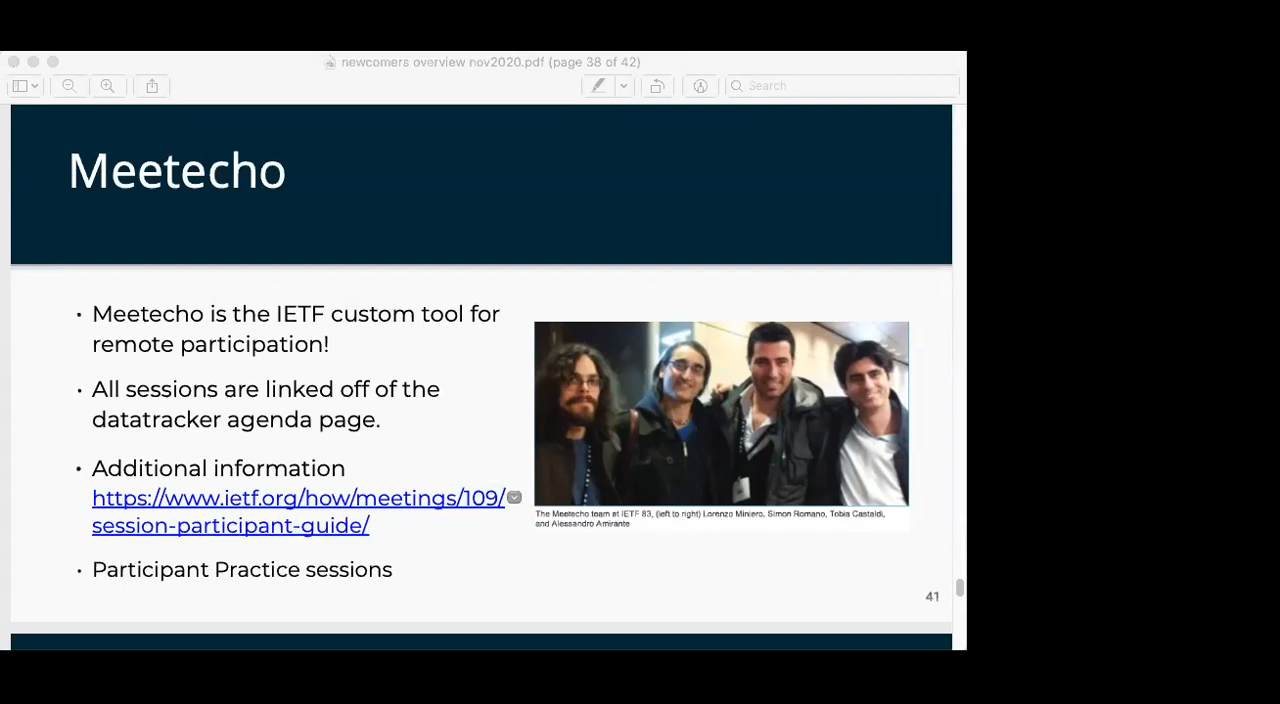 newcomers overview nov2020.pdf (page 38 of 42)
Search
Meetecho
• Meetecho is the IETF custom tool for
remote participation!
• All sessions are linked off of the
datatracker agenda page.
• Additional information
https://www.ietf.org/how/meetings/109/
session-participant-guide/
• Participant Practice sessions
The Meetecho team at IETF 83, (left to right) Lorenzo Miniero, Simon Romano, Tobia Castaldi,
and Alessandro Amirante
41